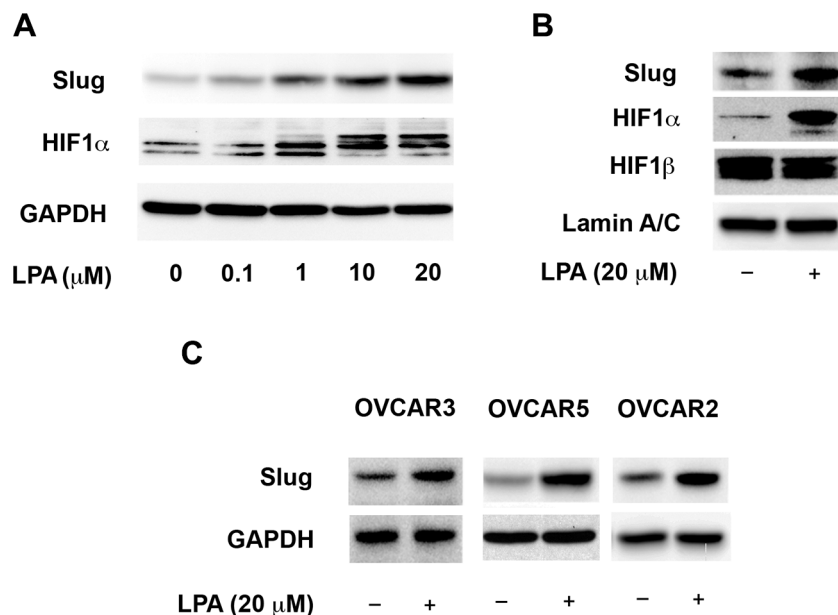 A
Slug
HIF1α
GAPDH
LPA (μM) 0 0.1 1 10 20
B
Slug
HIF1α
HIF1β
Lamin A/C
LPA (20 μM) – +
C
OVCAR3 OVCAR5 OVCAR2
Slug
GAPDH
LPA (20 μM) – + – + – +